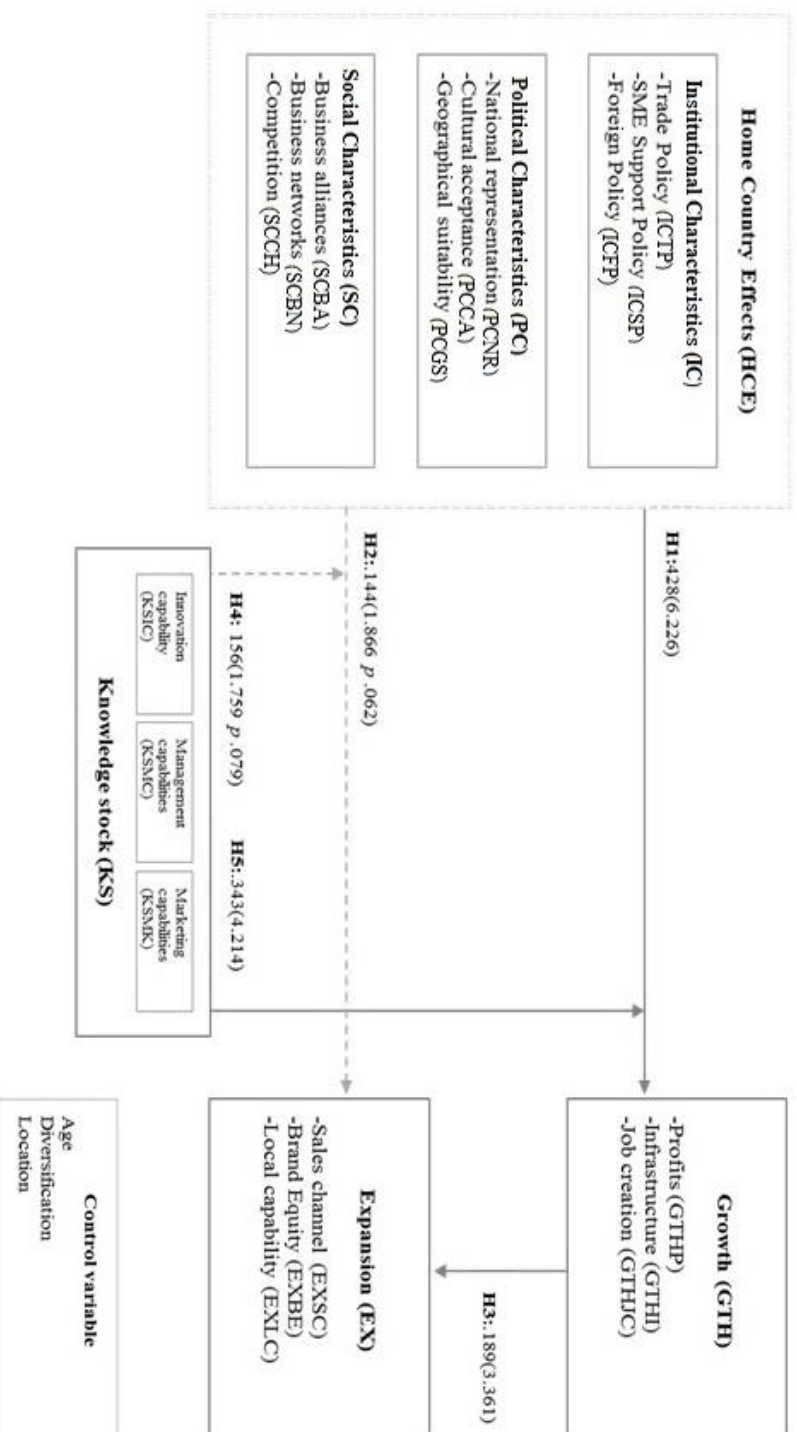 Home Country Effects (HCE)
Institutional Characteristics (IC)
-Trade Policy (ICTP)
-SME Support Policy (ICSP)
-Foreign Policy (ICFP)
Political Characteristics (PC)
-National representation (PCNR)
-Cultural acceptance (PCCA)
-Geographical suitability (PCGS)
Social Characteristics (SC)
-Business alliances (SCBA)
-Business networks (SCBN)
-Competition (SCCH)
H1:428(6.226)
H2:.144(1.866 p .062)
H4: 156(1.759 p .079)
H5:.343(4.214)
Innovation
capability
(KSIC)
Management
capabilities
(KSMC)
Marketing
capabilities
(KSMK)
Knowledge stock (KS)
Growth (GTH)
-Profits (GTHP)
-Infrastructure (GTHI)
-Job creation (GTHJC)
H3:.189(3.361)
Expansion (EX)
-Sales channel (EXSC)
-Brand Equity (EXBE)
-Local capability (EXLC)
Control variable
Age
Diversification
Location